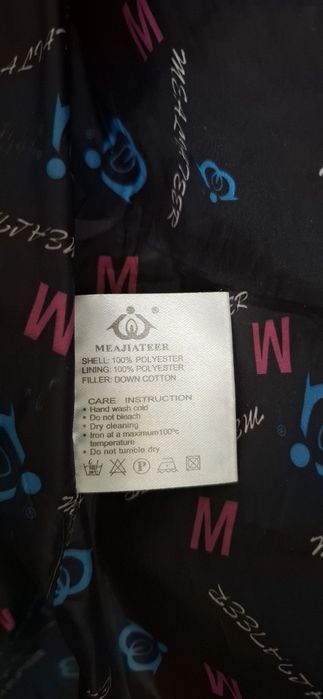 M
MEAJIATEER
M
M
M
MEAJIATEER
SHELL: 100% POLYESTER
LINING: 100% POLYESTER
FILLER: DOWN COTTON
CARE INSTRUCTION
• Hand wash cold
• Do not bleach
• Dry cleaning
• Iron at a maximum100°c
temperature
• Do not tumble dry
P
M